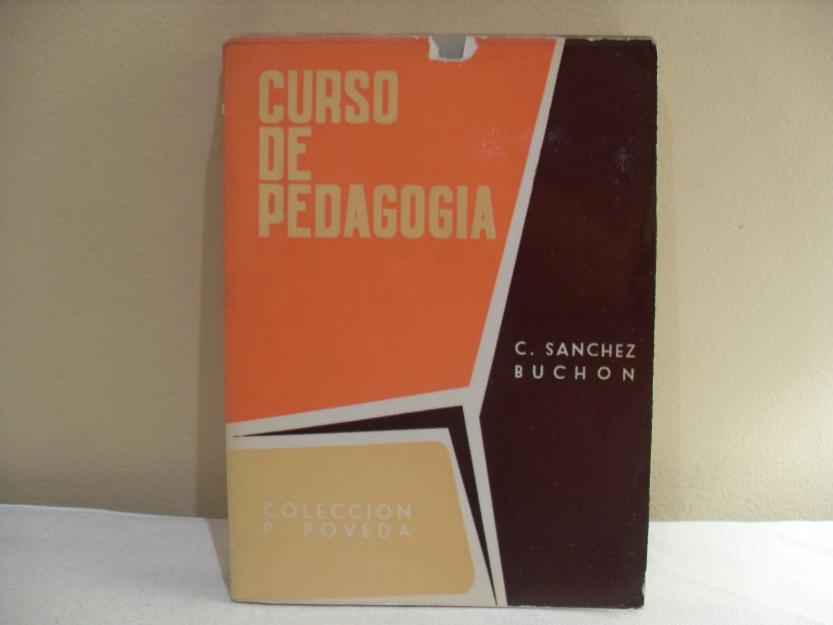 CURSO
DE
PEDAGOGIA
C. SANCHEZ
BUCHON
COLECCION
P. POVEDA